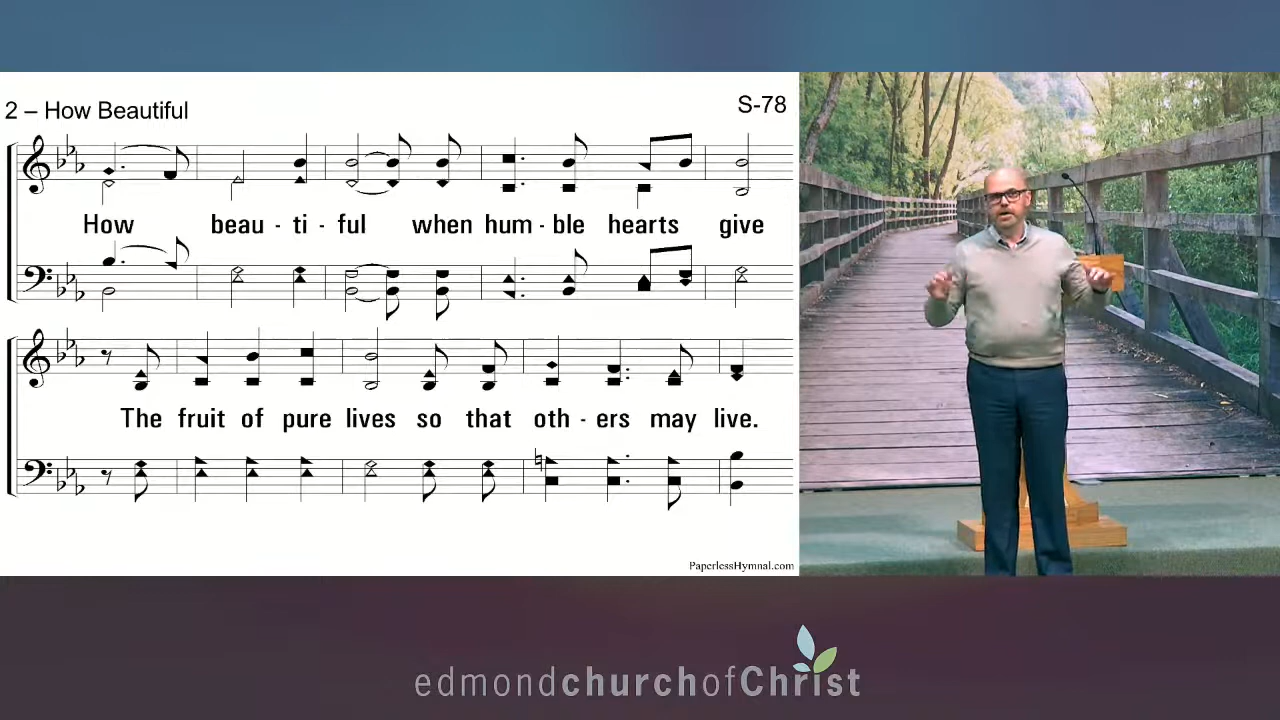 2 – How Beautiful
S-78
How beau - ti - ful when hum - ble hearts give
The fruit of pure lives so that oth - ers may live.
PaperlessHymnal.com
edmondchurchofChrist